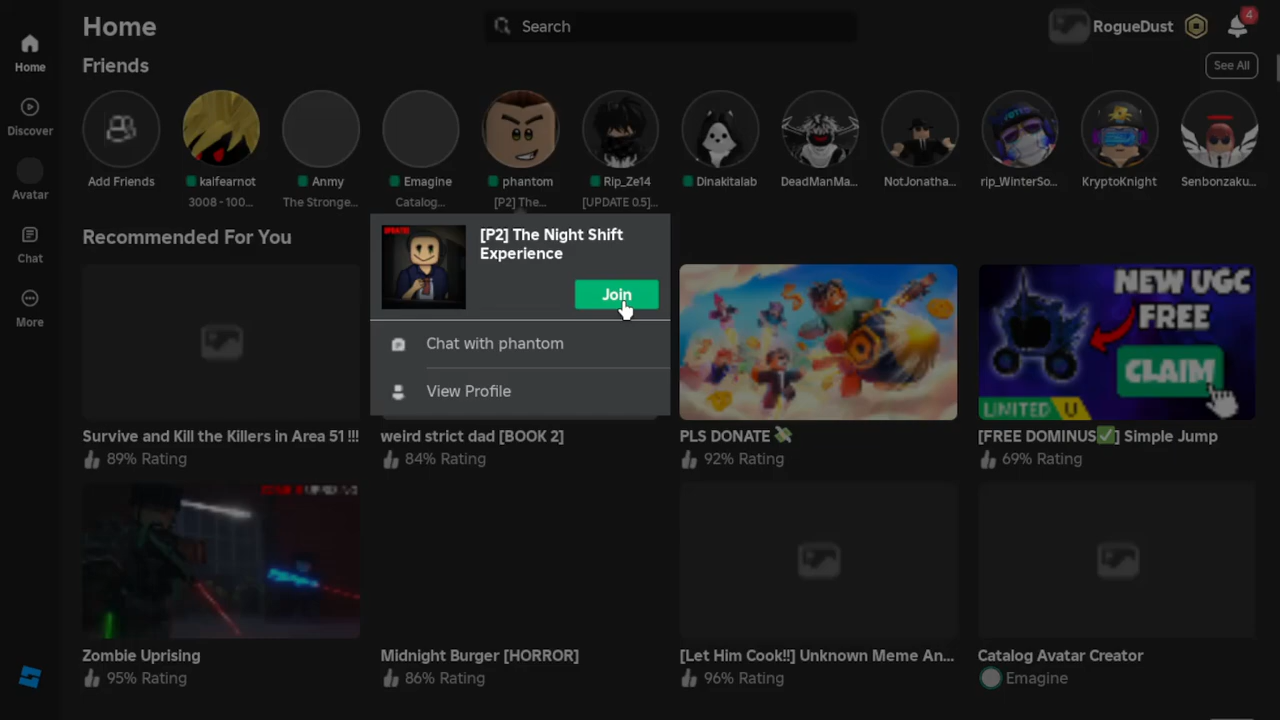 Home
Search
RogueDust
4
Home
Discover
Avatar
Chat
More
Friends
See All
Add Friends
kalfearnot
3008 - 100...
Anmy
The Stronge...
Emagine
Catalog...
phantom
[P2] The...
Rip_Ze14
[UPDATE 0.5]...
Dinakitalab
DeadManMa...
NotJonatha...
rip_WinterSo...
KryptoKnight
Senbonzaku...
[P2] The Night Shift
Experience
Join
Chat with phantom
View Profile
Recommended For You
NEW UGC
FREE
CLAIM
LIMITED U
Survive and Kill the Killers in Area 51 !!!
89% Rating
weird strict dad [BOOK 2]
84% Rating
PLS DONATE 💸
92% Rating
[FREE DOMINUS✅] Simple Jump
69% Rating
Zombie Uprising
95% Rating
Midnight Burger [HORROR]
86% Rating
[Let Him Cook!!] Unknown Meme An...
96% Rating
Catalog Avatar Creator
Emagine